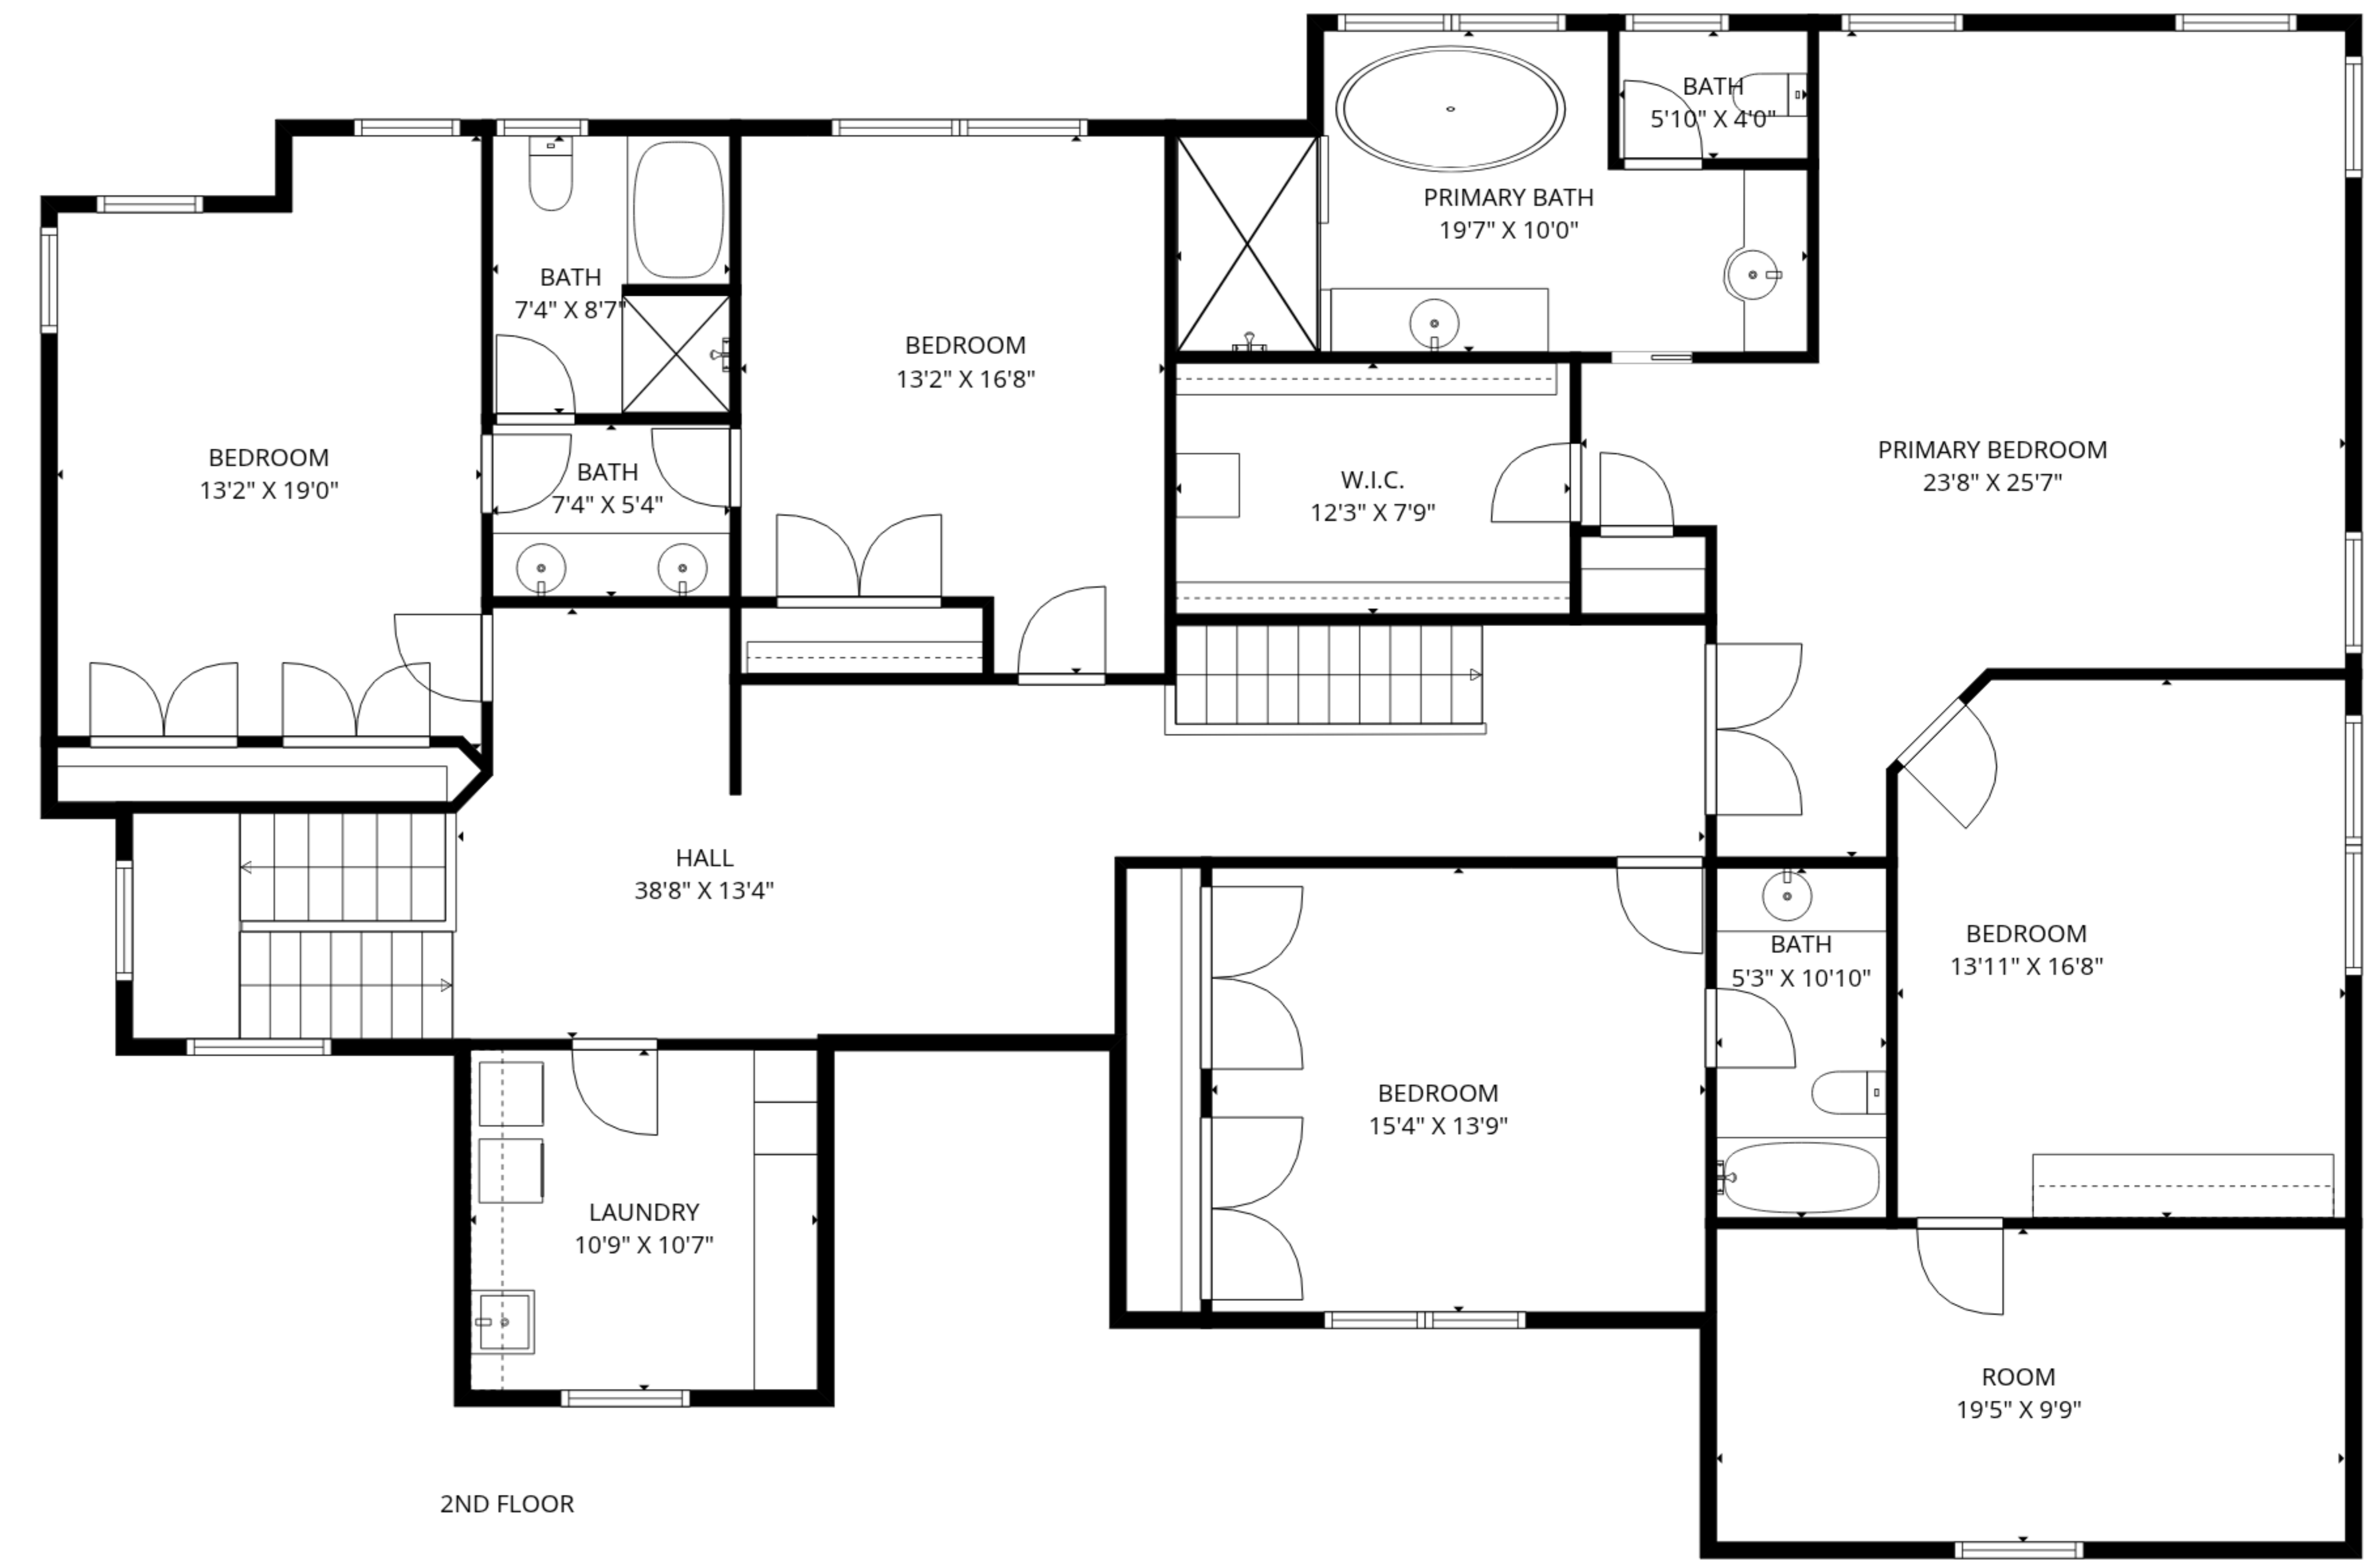 BATH
5'10" X 4'0"
PRIMARY BATH
19'7" X 10'0"
BATH
7'4" X 8'7"
BEDROOM
13'2" X 16'8"
BEDROOM
13'2" X 19'0"
BATH
7'4" X 5'4"
W.I.C.
12'3" X 7'9"
PRIMARY BEDROOM
23'8" X 25'7"
HALL
38'8" X 13'4"
BATH
5'3" X 10'10"
BEDROOM
13'11" X 16'8"
BEDROOM
15'4" X 13'9"
LAUNDRY
10'9" X 10'7"
ROOM
19'5" X 9'9"
2ND FLOOR